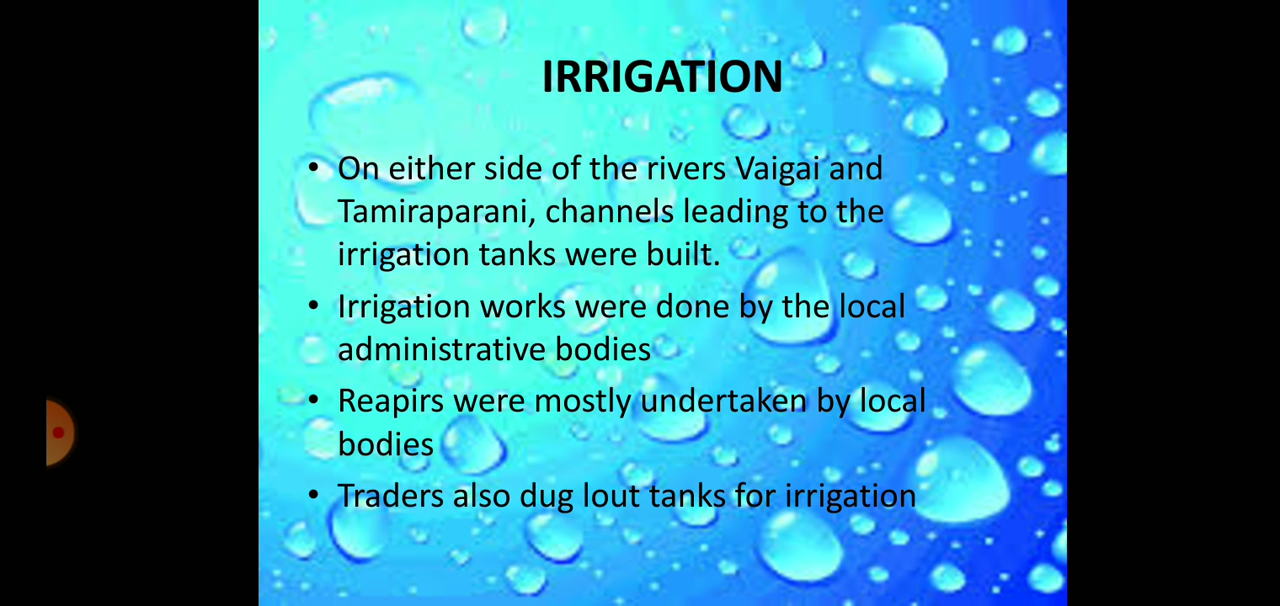 IRRIGATION
• On either side of the rivers Vaigai and
Tamiraparani, channels leading to the
irrigation tanks were built.
• Irrigation works were done by the local
administrative bodies
• Reapirs were mostly undertaken by local
bodies
• Traders also dug lout tanks for irrigation